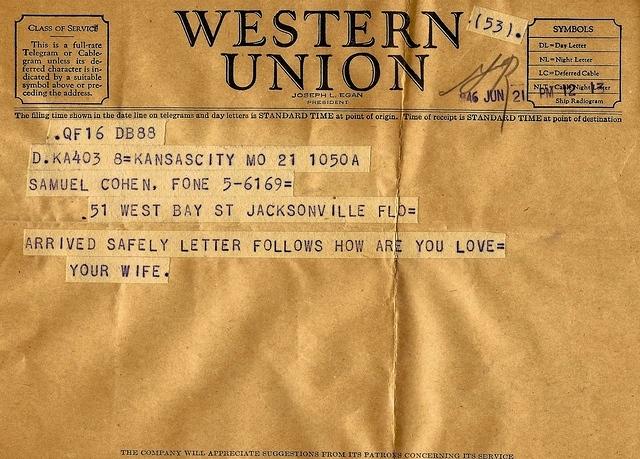 CLASS OF SERVICE
This is a full-rate
Telegram or Cable-
gram unless its de-
ferred character is in-
dicated by a suitable
symbol above or pre-
ceding the address.
WESTERN
UNION
JOSEPH L. EGAN
PRESIDENT
(53).
SYMBOLS
DL=Day Letter
NL=Night Letter
LC=Deferred Cable
NLT=Cable Night Letter
Ship Radiogram
'46 JUN 21 PM 12 13
The filing time shown in the date line on telegrams and day letters is STANDARD TIME at point of origin. Time of receipt is STANDARD TIME at point of destination
..QF16 DB88
D.KA403 8=KANSASCITY MO 21 1050A
SAMUEL COHEN, FONE 5-6169=
.51 WEST BAY ST JACKSONVILLE FLO=
ARRIVED SAFELY LETTER FOLLOWS HOW ARE YOU LOVE=
YOUR WIFE.
THE COMPANY WILL APPRECIATE SUGGESTIONS FROM ITS PATRONS CONCERNING ITS SERVICE